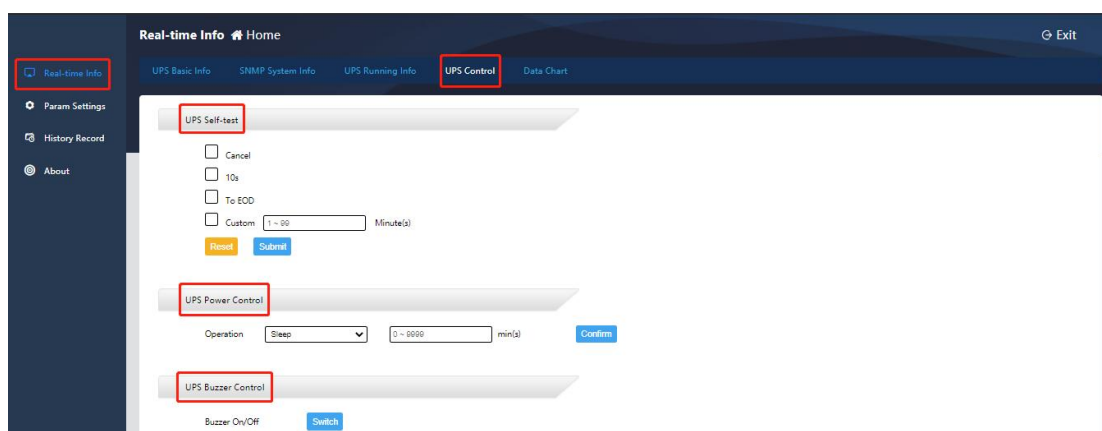 Real-time Info Home
Exit
Real-time Info
Param Settings
History Record
About
UPS Basic Info SNMP System Info UPS Running Info UPS Control Data Chart
UPS Self-test
Cancel
10s
To EOD
Custom 1 ~ 99 Minute(s)
Reset Submit
UPS Power Control
Operation Sleep 0 ~ 9999 min(s) Confirm
UPS Buzzer Control
Buzzer On/Off Switch